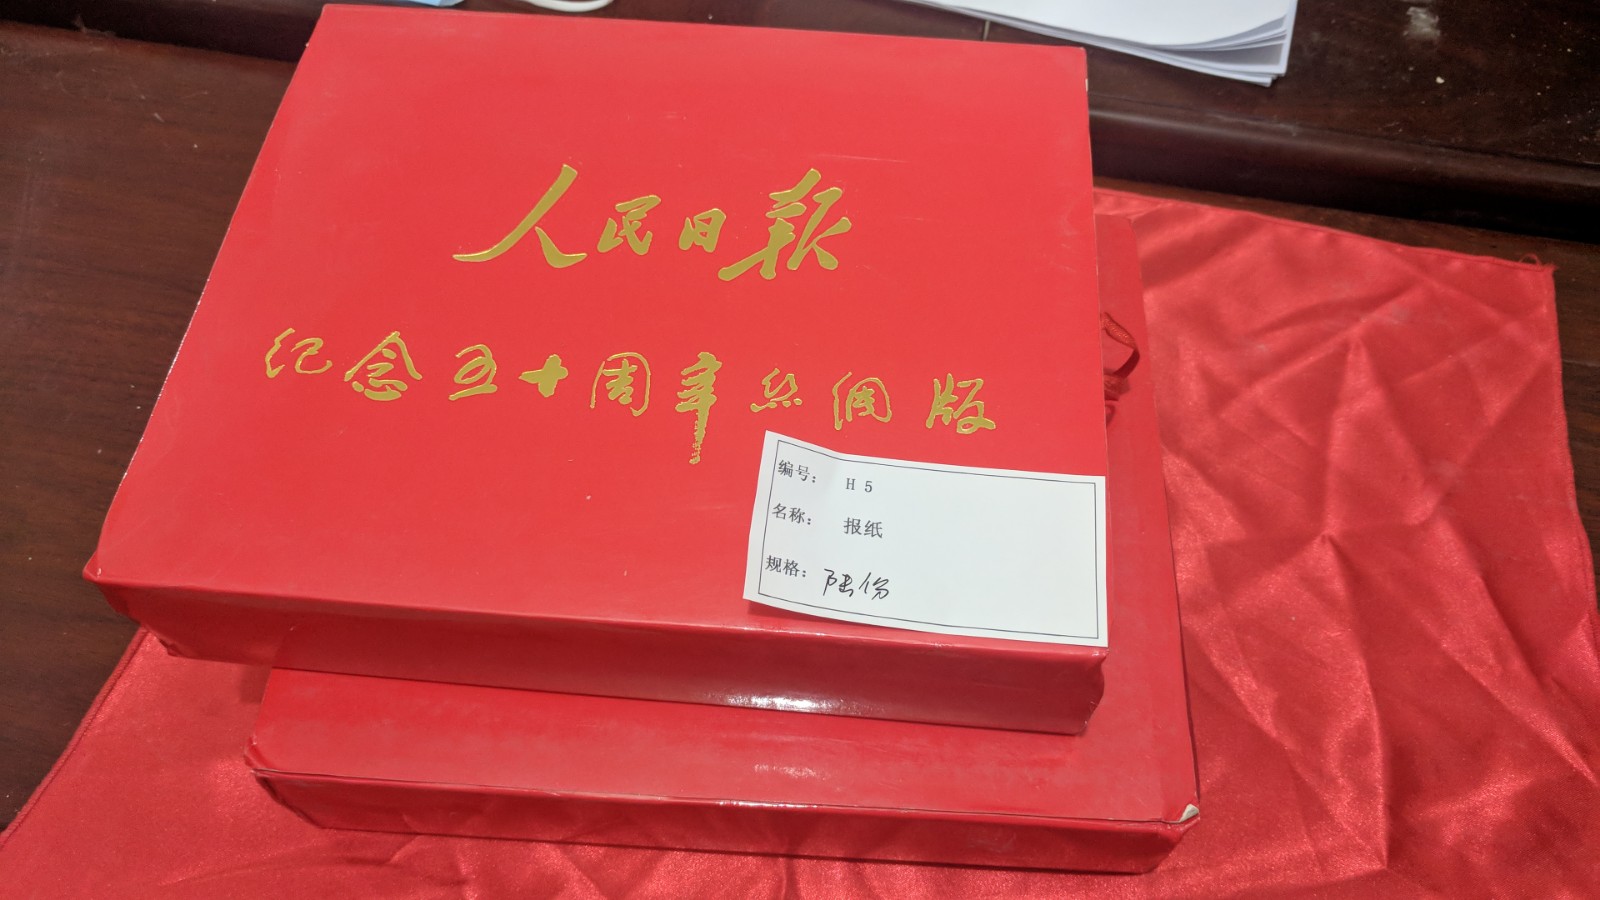 人民日报
纪念五十周年丝绸版
编号： H 5
名称： 报纸
规格： 陆份